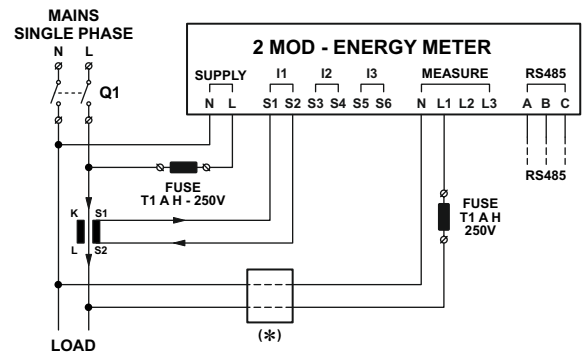 MAINS
SINGLE PHASE
N L
Q1
2 MOD - ENERGY METER
SUPPLY I1 I2 I3 MEASURE RS485
N L S1 S2 S3 S4 S5 S6 N L1 L2 L3 A B C
RS485
FUSE
T1 A H - 250V
FUSE
T1 A H
250V
K S1
L S2
(*)
LOAD